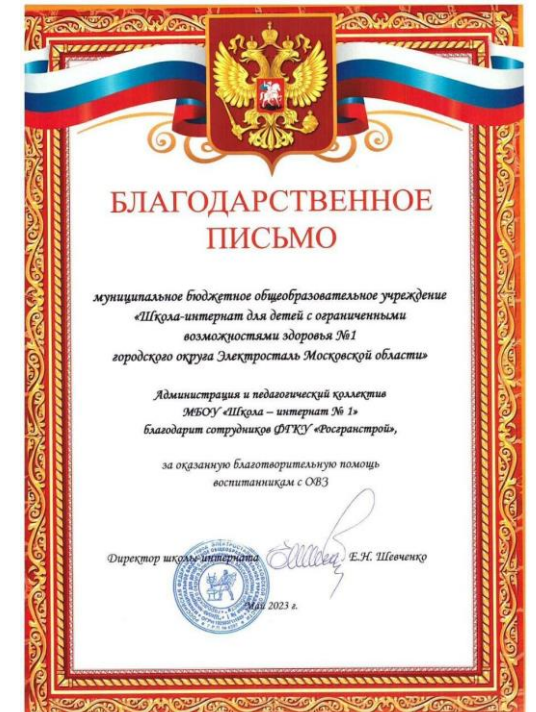 БЛАГОДАРСТВЕННОЕ
ПИСЬМО
муниципальное бюджетное общеобразовательное учреждение
«Школа-интернат для детей с ограниченными
возможностями здоровья №1
городского округа Электросталь Московской области»
Администрация и педагогический коллектив
МБОУ «Школа – интернат № 1»
благодарит сотрудников ФГКУ «Росгранстрой»,
за оказанную благотворительную помощь
воспитанникам с ОВЗ
Директор школы-интерната Е.Н. Шевченко
Май 2023 г.